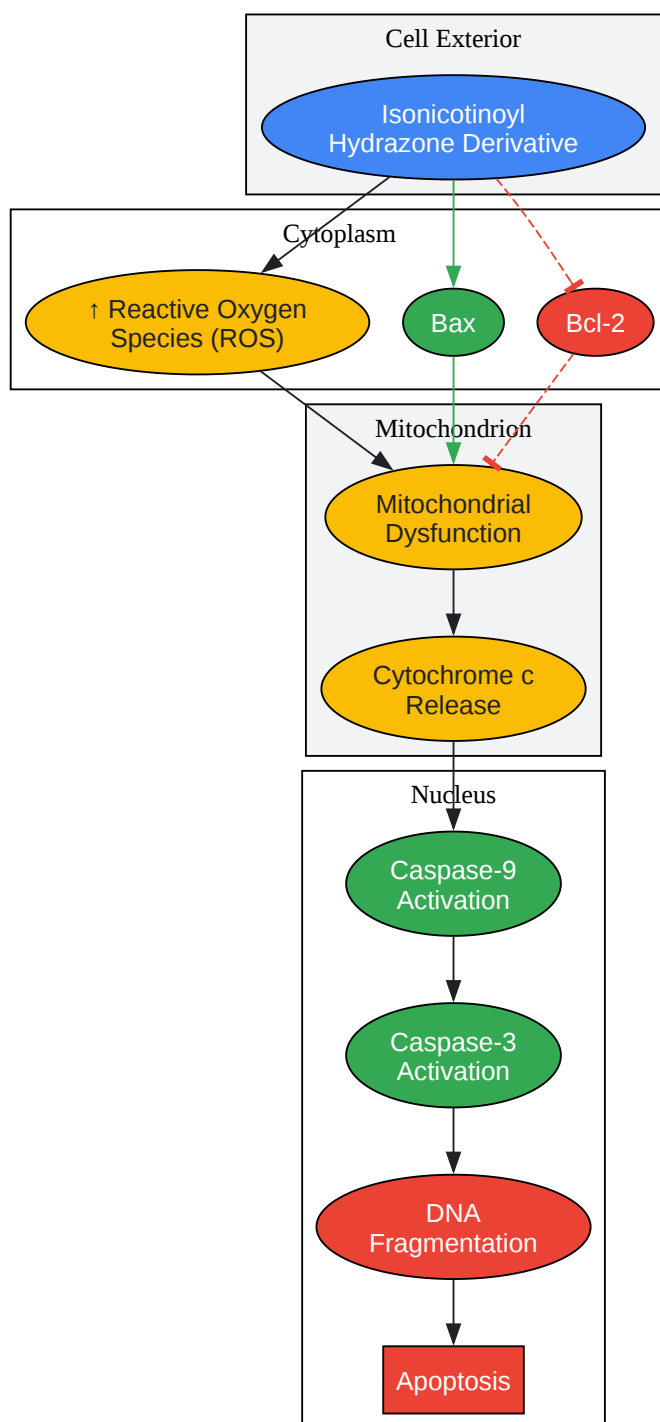 Cell Exterior
Isonicotinoyl
Hydrazone Derivative
Cytoplasm
↑ Reactive Oxygen
Species (ROS)
Bax
Bcl-2
Mitochondrion
Mitochondrial
Dysfunction
Cytochrome c
Release
Nucleus
Caspase-9
Activation
Caspase-3
Activation
DNA
Fragmentation
Apoptosis